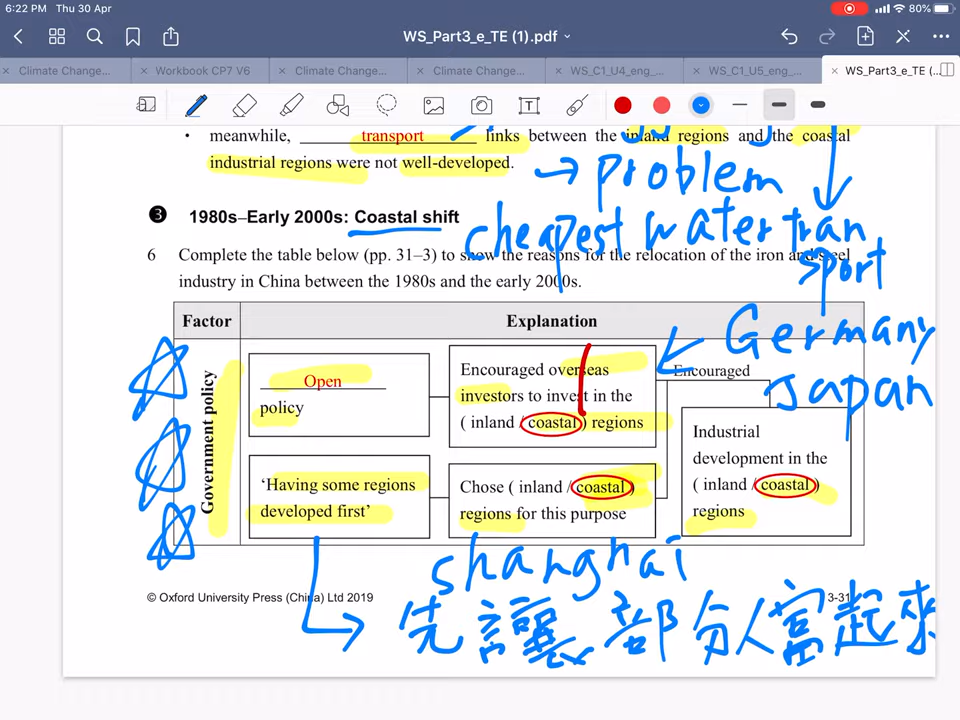 6:22 PM Thu 30 Apr
80%
WS_Part3_e_TE (1).pdf
Climate Change...
Workbook CP7 V6
Climate Change...
Climate Change...
WS_C1_U4_eng_...
WS_C1_U5_eng_...
WS_Part3_e_TE (...
• meanwhile, transport links between the inland regions and the coastal
industrial regions were not well-developed.
→ problem
❸ 1980s–Early 2000s: Coastal shift
cheapest water tran
sport
6 Complete the table below (pp. 31–3) to show the reasons for the relocation of the iron and steel
industry in China between the 1980s and the early 2000s.
Factor Explanation
Government policy
Open
policy
Encouraged overseas
investors to invest in the
( inland / coastal ) regions
Germany
Japan
Encouraged
'Having some regions
developed first'
Chose ( inland / coastal )
regions for this purpose
Industrial
development in the
( inland / coastal )
regions
shanghai
© Oxford University Press (China) Ltd 2019
3-31
先讓部分人富起來